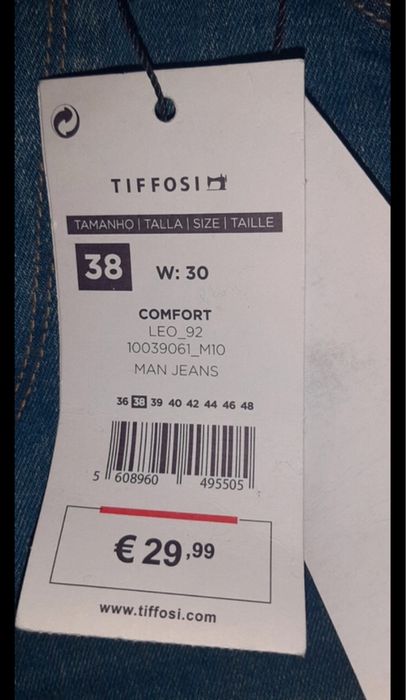 TIFFOSI
TAMANHO | TALLA | SIZE | TAILLE
38 W: 30
COMFORT
LEO_92
10039061_M10
MAN JEANS
36 38 39 40 42 44 46 48
5 608960 495505
€ 29,99
www.tiffosi.com